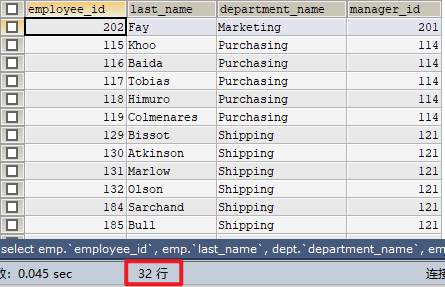 employee_id last_name department_name manager_id
202 Fay Marketing 201
115 Khoo Purchasing 114
116 Baida Purchasing 114
117 Tobias Purchasing 114
118 Himuro Purchasing 114
119 Colmenares Purchasing 114
129 Bissot Shipping 121
130 Atkinson Shipping 121
131 Marlow Shipping 121
132 Olson Shipping 121
184 Sarchand Shipping 121
185 Bull Shipping 121
select emp.`employee_id`, emp.`last_name`, dept.`department_name`, em
: 0.045 sec 32 行 连接